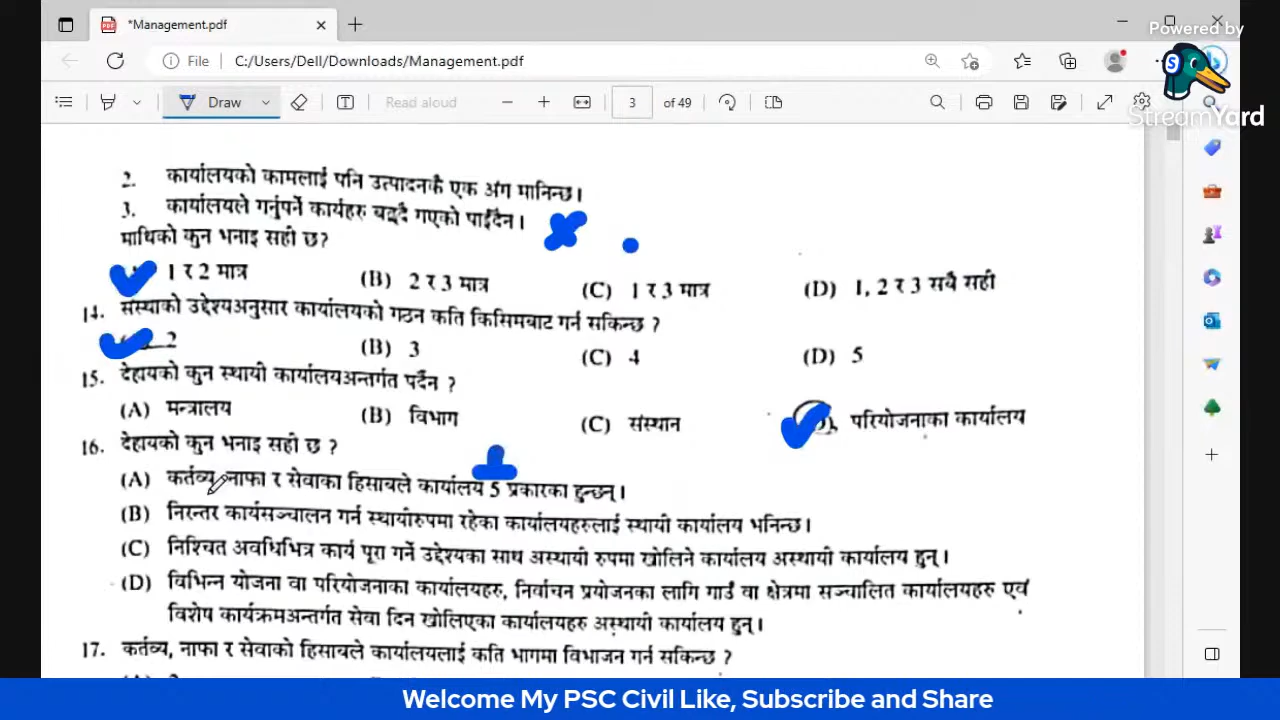 *Management.pdf
Powered by
File C:/Users/Dell/Downloads/Management.pdf
StreamYard
Draw Read aloud 3 of 49
2. कार्यालयको कामलाई पनि उत्पादनकै एक अंग मानिन्छ।
3. कार्यालयले गर्नुपर्ने कार्यहरु बढ्दै गएको पाईंदैन।
माथिको कुन भनाइ सही छ?
1 र 2 मात्र (B) 2 र 3 मात्र (C) 1 र 3 मात्र (D) 1, 2 र 3 सबै सही
14. संस्थाको उद्देश्यअनुसार कार्यालयको गठन कति किसिमबाट गर्न सकिन्छ ?
2 (B) 3 (C) 4 (D) 5
15. देहायको कुन स्थायी कार्यालयअन्तर्गत पर्दैन ?
(A) मन्त्रालय (B) विभाग (C) संस्थान परियोजनाका कार्यालय
16. देहायको कुन भनाइ सही छ ?
(A) कर्तव्य, नाफा र सेवाका हिसाबले कार्यालय 5 प्रकारका हुन्छन्।
(B) निरन्तर कार्यसञ्चालन गर्न स्थायीरुपमा रहेका कार्यालयहरुलाई स्थायी कार्यालय भनिन्छ।
(C) निश्चित अवधिभित्र कार्य पूरा गर्ने उद्देश्यका साथ अस्थायी रुपमा खोलिने कार्यालय अस्थायी कार्यालय हुन्।
(D) विभिन्न योजना वा परियोजनाका कार्यालयहरु, निर्वाचन प्रयोजनका लागि गाउँ वा क्षेत्रमा सञ्चालित कार्यालयहरु एवं
विशेष कार्यक्रमअन्तर्गत सेवा दिन खोलिएका कार्यालयहरु अस्थायी कार्यालय हुन्।
17. कर्तव्य, नाफा र सेवाको हिसाबले कार्यालयलाई कति भागमा विभाजन गर्न सकिन्छ ?
Welcome My PSC Civil Like, Subscribe and Share